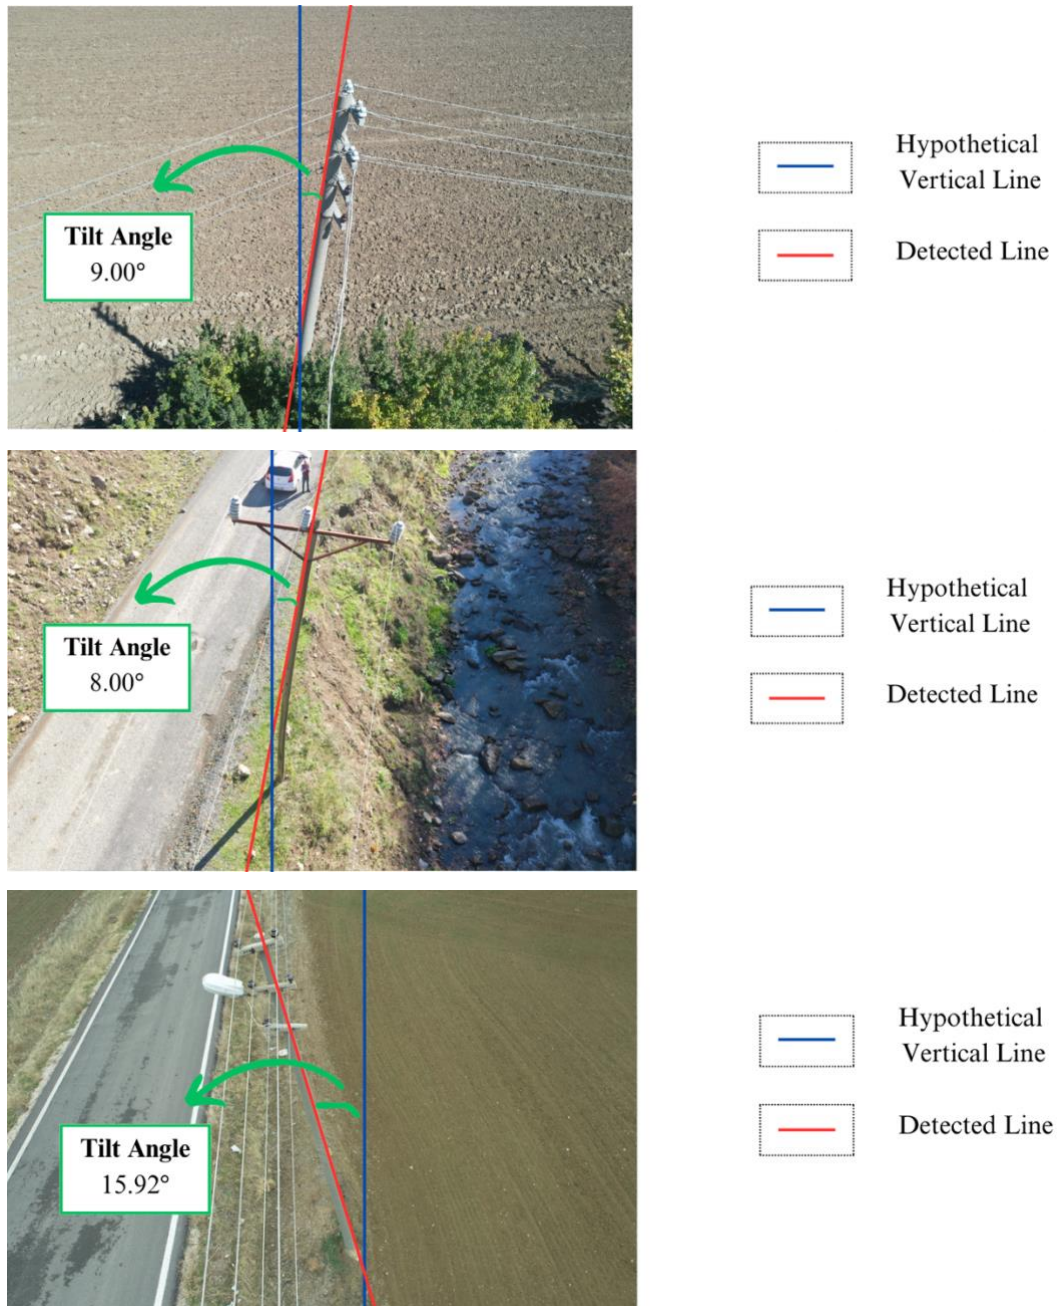 Hypothetical
Vertical Line
Detected Line
Tilt Angle
9.00°
Hypothetical
Vertical Line
Detected Line
Tilt Angle
8.00°
Hypothetical
Vertical Line
Detected Line
Tilt Angle
15.92°